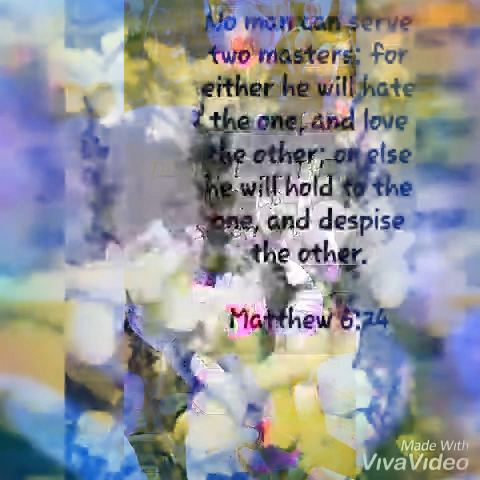 No man can serve
two masters: for
either he will hate
the one, and love
the other; or else
he will hold to the
one, and despise
the other.
Matthew 6:24
Made With
VivaVideo